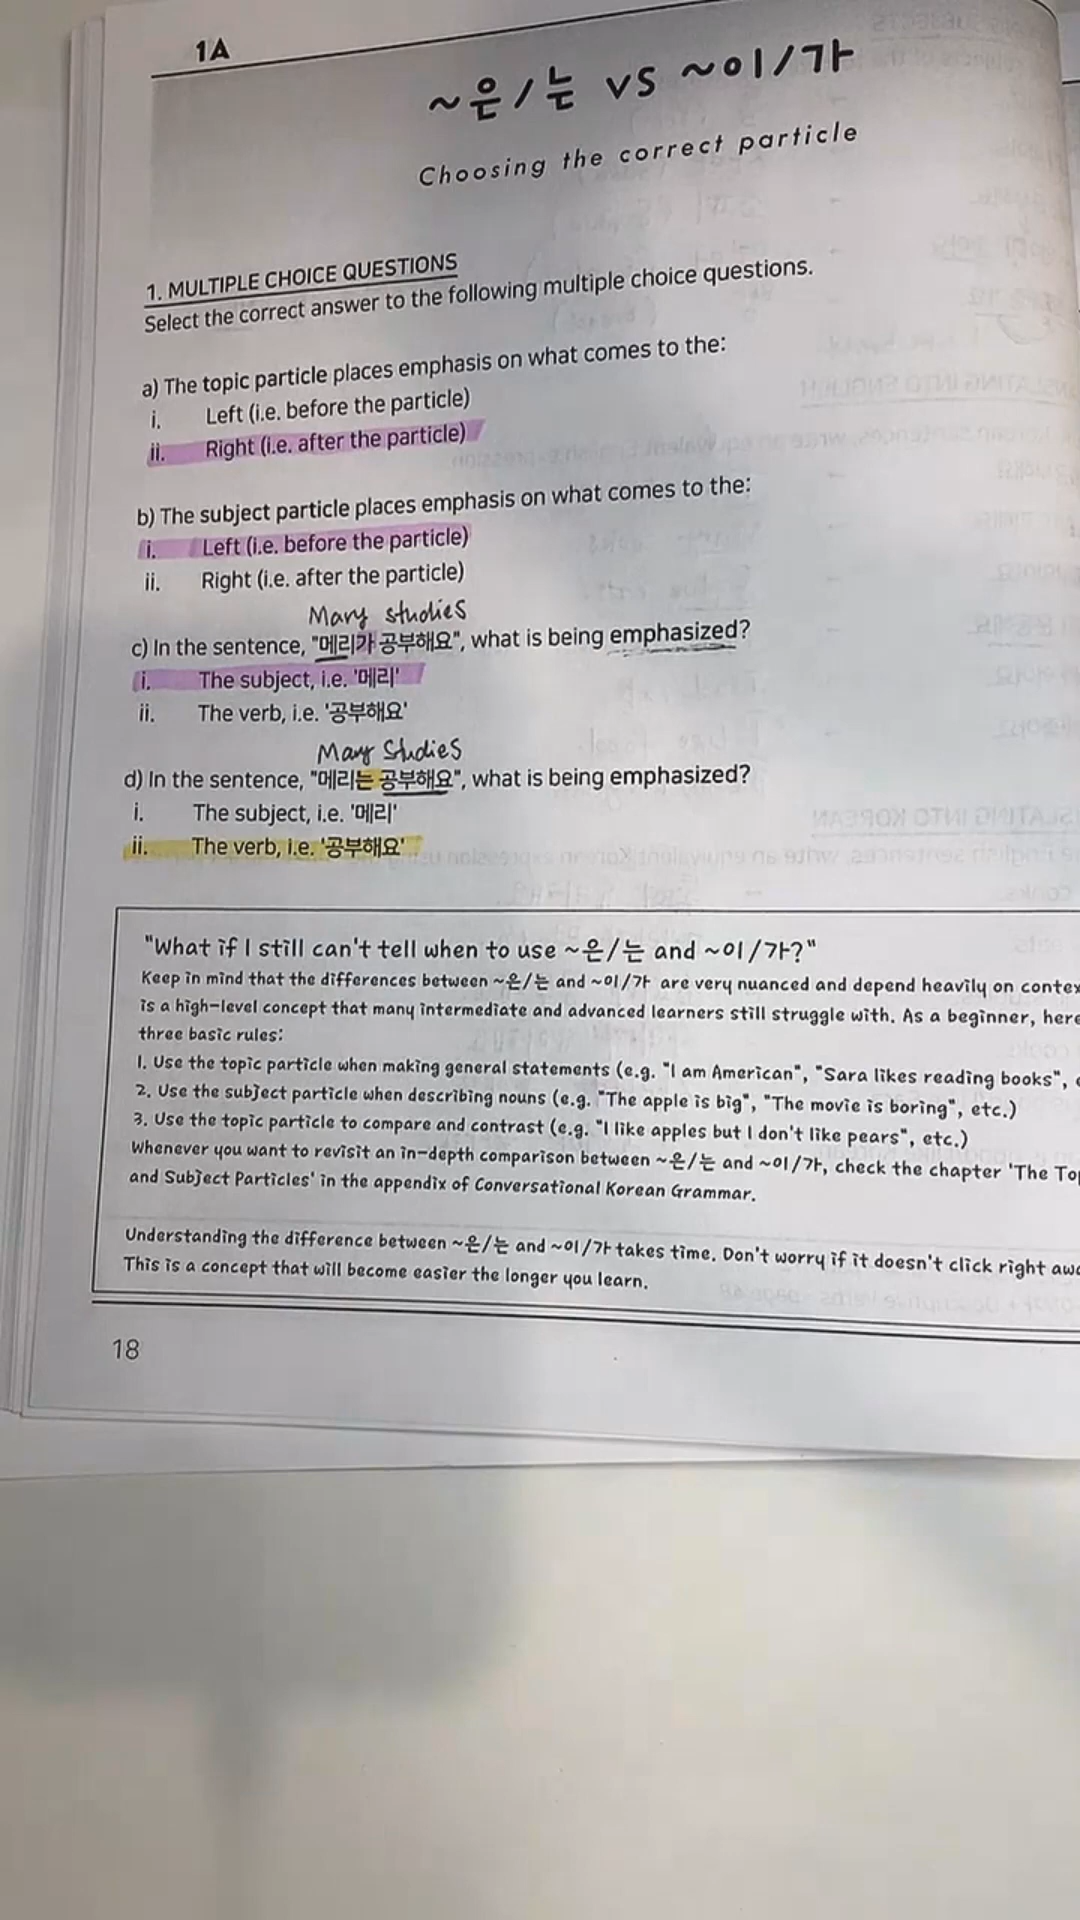 1A
~은/는 vs ~이/가
Choosing the correct particle
1. MULTIPLE CHOICE QUESTIONS
Select the correct answer to the following multiple choice questions.
a) The topic particle places emphasis on what comes to the:
i. Left (i.e. before the particle)
ii. Right (i.e. after the particle)
b) The subject particle places emphasis on what comes to the:
i. Left (i.e. before the particle)
ii. Right (i.e. after the particle)
Mary studies
c) In the sentence, "메리가 공부해요", what is being emphasized?
i. The subject, i.e. '메리'
ii. The verb, i.e. '공부해요'
Mary Studies
d) In the sentence, "메리는 공부해요", what is being emphasized?
i. The subject, i.e. '메리'
ii. The verb, i.e. '공부해요'
"What if I still can't tell when to use ~은/는 and ~이/가?"
Keep in mind that the differences between ~은/는 and ~이/가 are very nuanced and depend heavily on
is a high-level concept that many intermediate and advanced learners still struggle with. As a beginner,
three basic rules:
1. Use the topic particle when making general statements (e.g. "I am American", "Sara likes reading books",
2. Use the subject particle when describing nouns (e.g. "The apple is big", "The movie is boring", etc.)
3. Use the topic particle to compare and contrast (e.g. "I like apples but I don't like pears", etc.)
Whenever you want to revisit an in-depth comparison between ~은/는 and ~이/가, check the chapter 'The
and Subject Particles' in the appendix of Conversational Korean Grammar.
Understanding the difference between ~은/는 and ~이/가 takes time. Don't worry if it doesn't click right
This is a concept that will become easier the longer you learn.
18